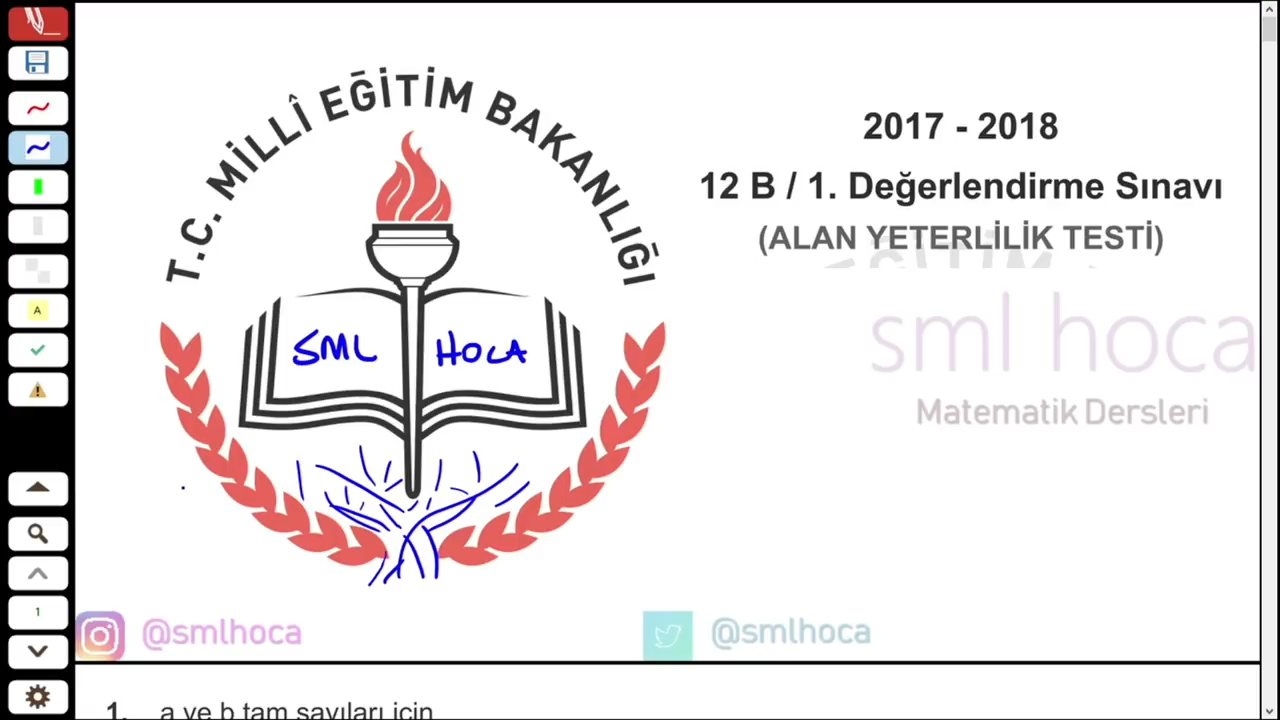 T.C. MİLLÎ EĞİTİM BAKANLIĞI
SML HOCA
2017 - 2018
12 B / 1. Değerlendirme Sınavı
(ALAN YETERLİLİK TESTİ)
sml hoca
Matematik Dersleri
@smlhoca
@smlhoca
A
1
1. a ve b tam sayıları için